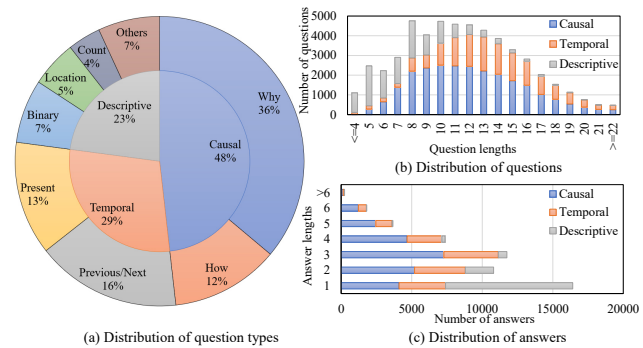 Why
36%
How
12%
Previous/Next
16%
Present
13%
Binary
7%
Location
5%
Count
4%
Others
7%
Causal
48%
Temporal
29%
Descriptive
23%
(a) Distribution of question types
Number of questions
5000
4000
3000
2000
1000
0
Causal
Temporal
Descriptive
<=4
5
6
7
8
9
10
11
12
13
14
15
16
17
18
19
20
21
>=22
Question lengths
(b) Distribution of questions
Answer lengths
>6
6
5
4
3
2
1
Causal
Temporal
Descriptive
0
5000
10000
15000
20000
Number of answers
(c) Distribution of answers